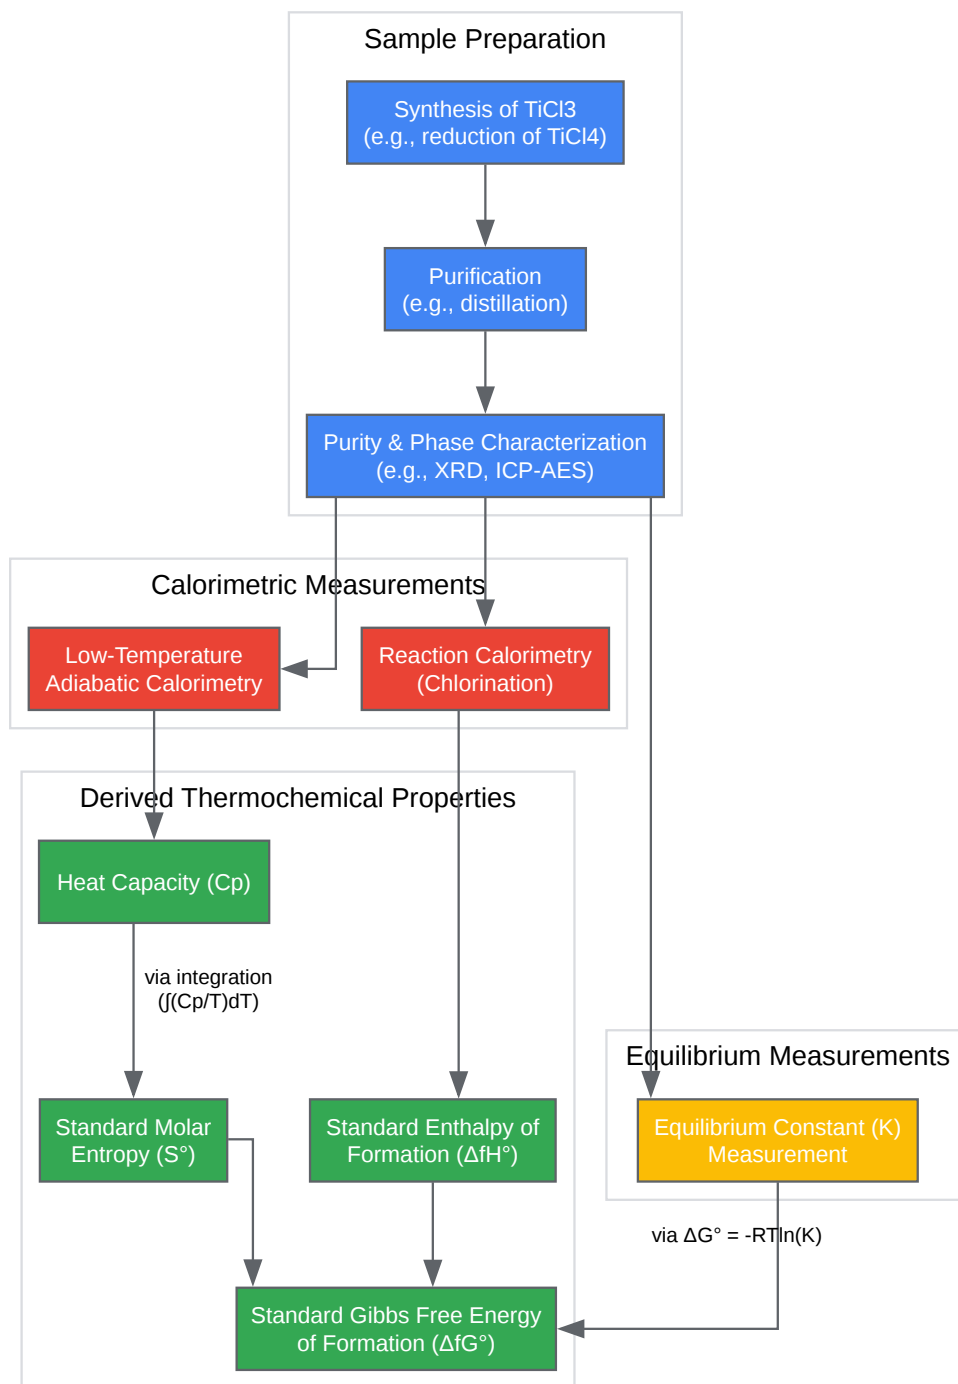 Sample Preparation
Synthesis of TiCl3
(e.g., reduction of TiCl4)
Purification
(e.g., distillation)
Purity & Phase Characterization
(e.g., XRD, ICP-AES)
Calorimetric Measurements
Low-Temperature
Adiabatic Calorimetry
Reaction Calorimetry
(Chlorination)
Derived Thermochemical Properties
Heat Capacity (Cp)
via integration
(∫(Cp/T)dT)
Equilibrium Measurements
Standard Molar
Entropy (S°)
Standard Enthalpy of
Formation (ΔfH°)
Equilibrium Constant (K)
Measurement
via ΔG° = -RTln(K)
Standard Gibbs Free Energy
of Formation (ΔfG°)